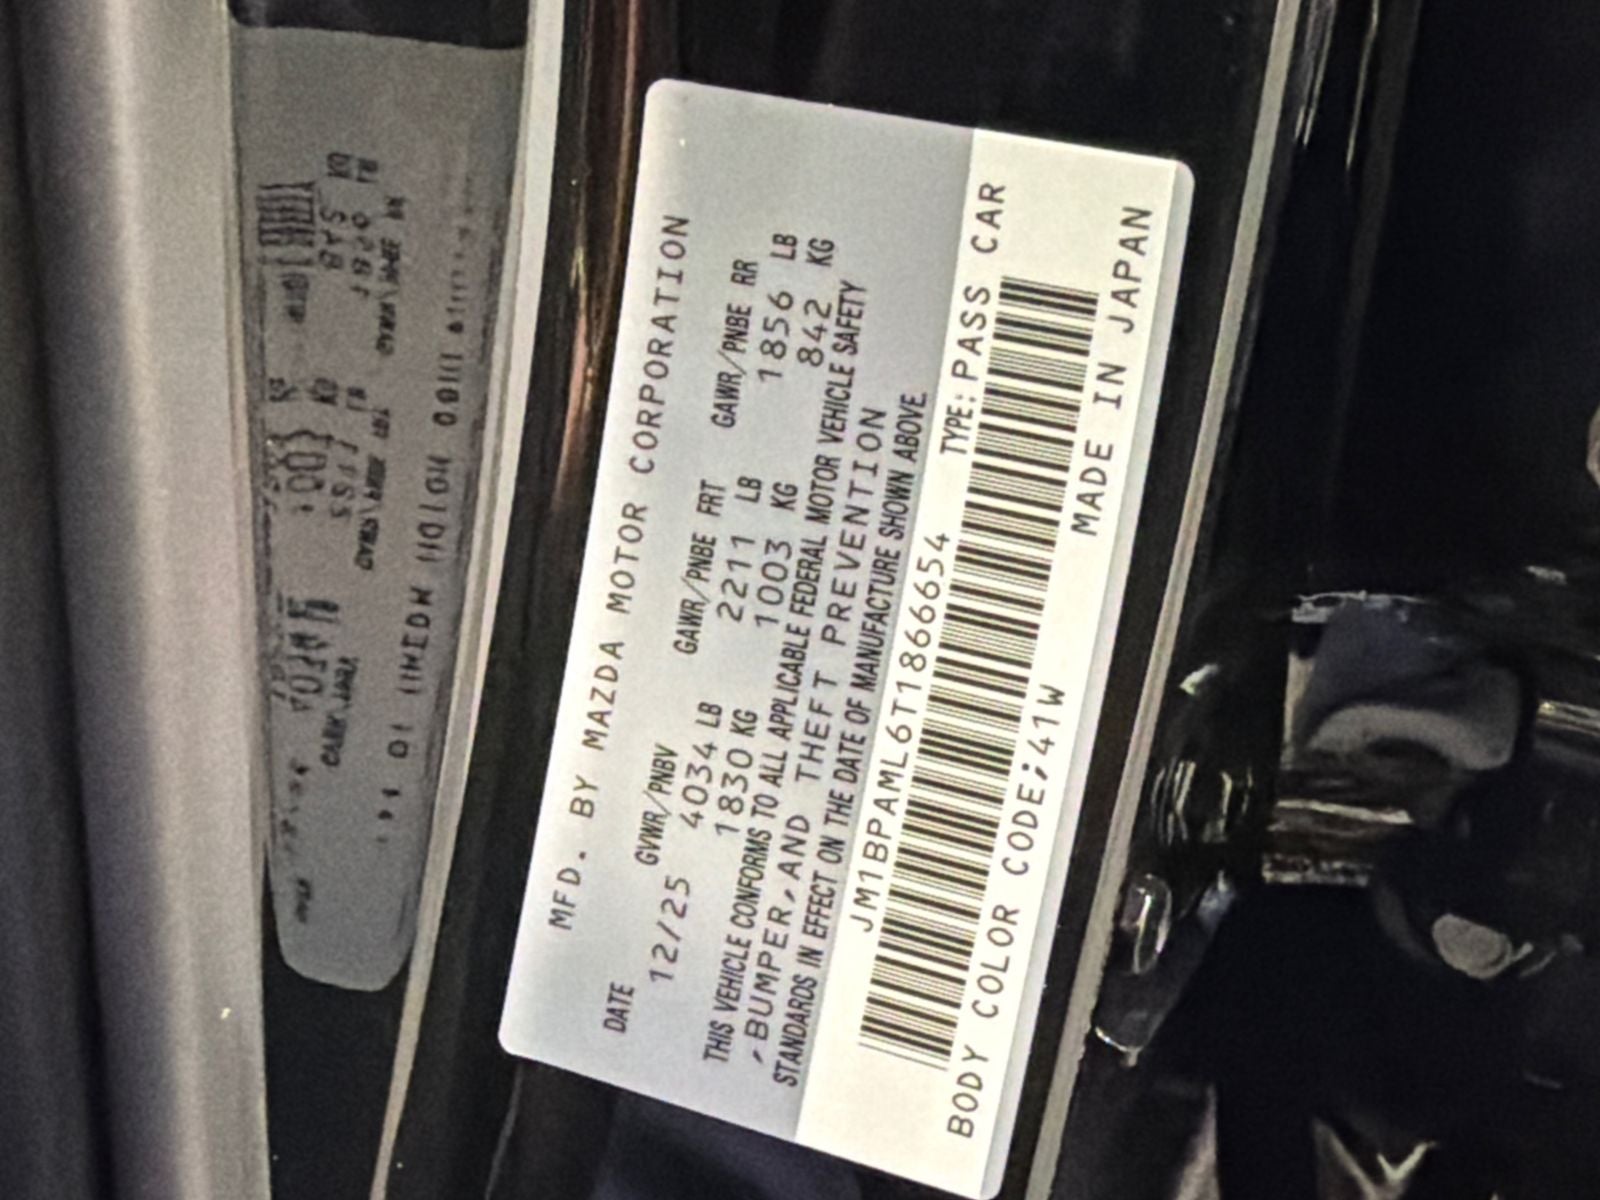 MFD. BY MAZDA MOTOR CORPORATION
DATE GVWR/PNBV GAWR/PNBE FRT GAWR/PNBE RR
12/25 4034 LB 2211 LB 1856 LB
1830 KG 1003 KG 842 KG
THIS VEHICLE CONFORMS TO ALL APPLICABLE FEDERAL MOTOR VEHICLE SAFETY
,BUMPER,AND THEFT PREVENTION
STANDARDS IN EFFECT ON THE DATE OF MANUFACTURE SHOWN ABOVE.
JM1BPAML6T1866654 TYPE:PASS CAR
BODY COLOR CODE;41W MADE IN JAPAN